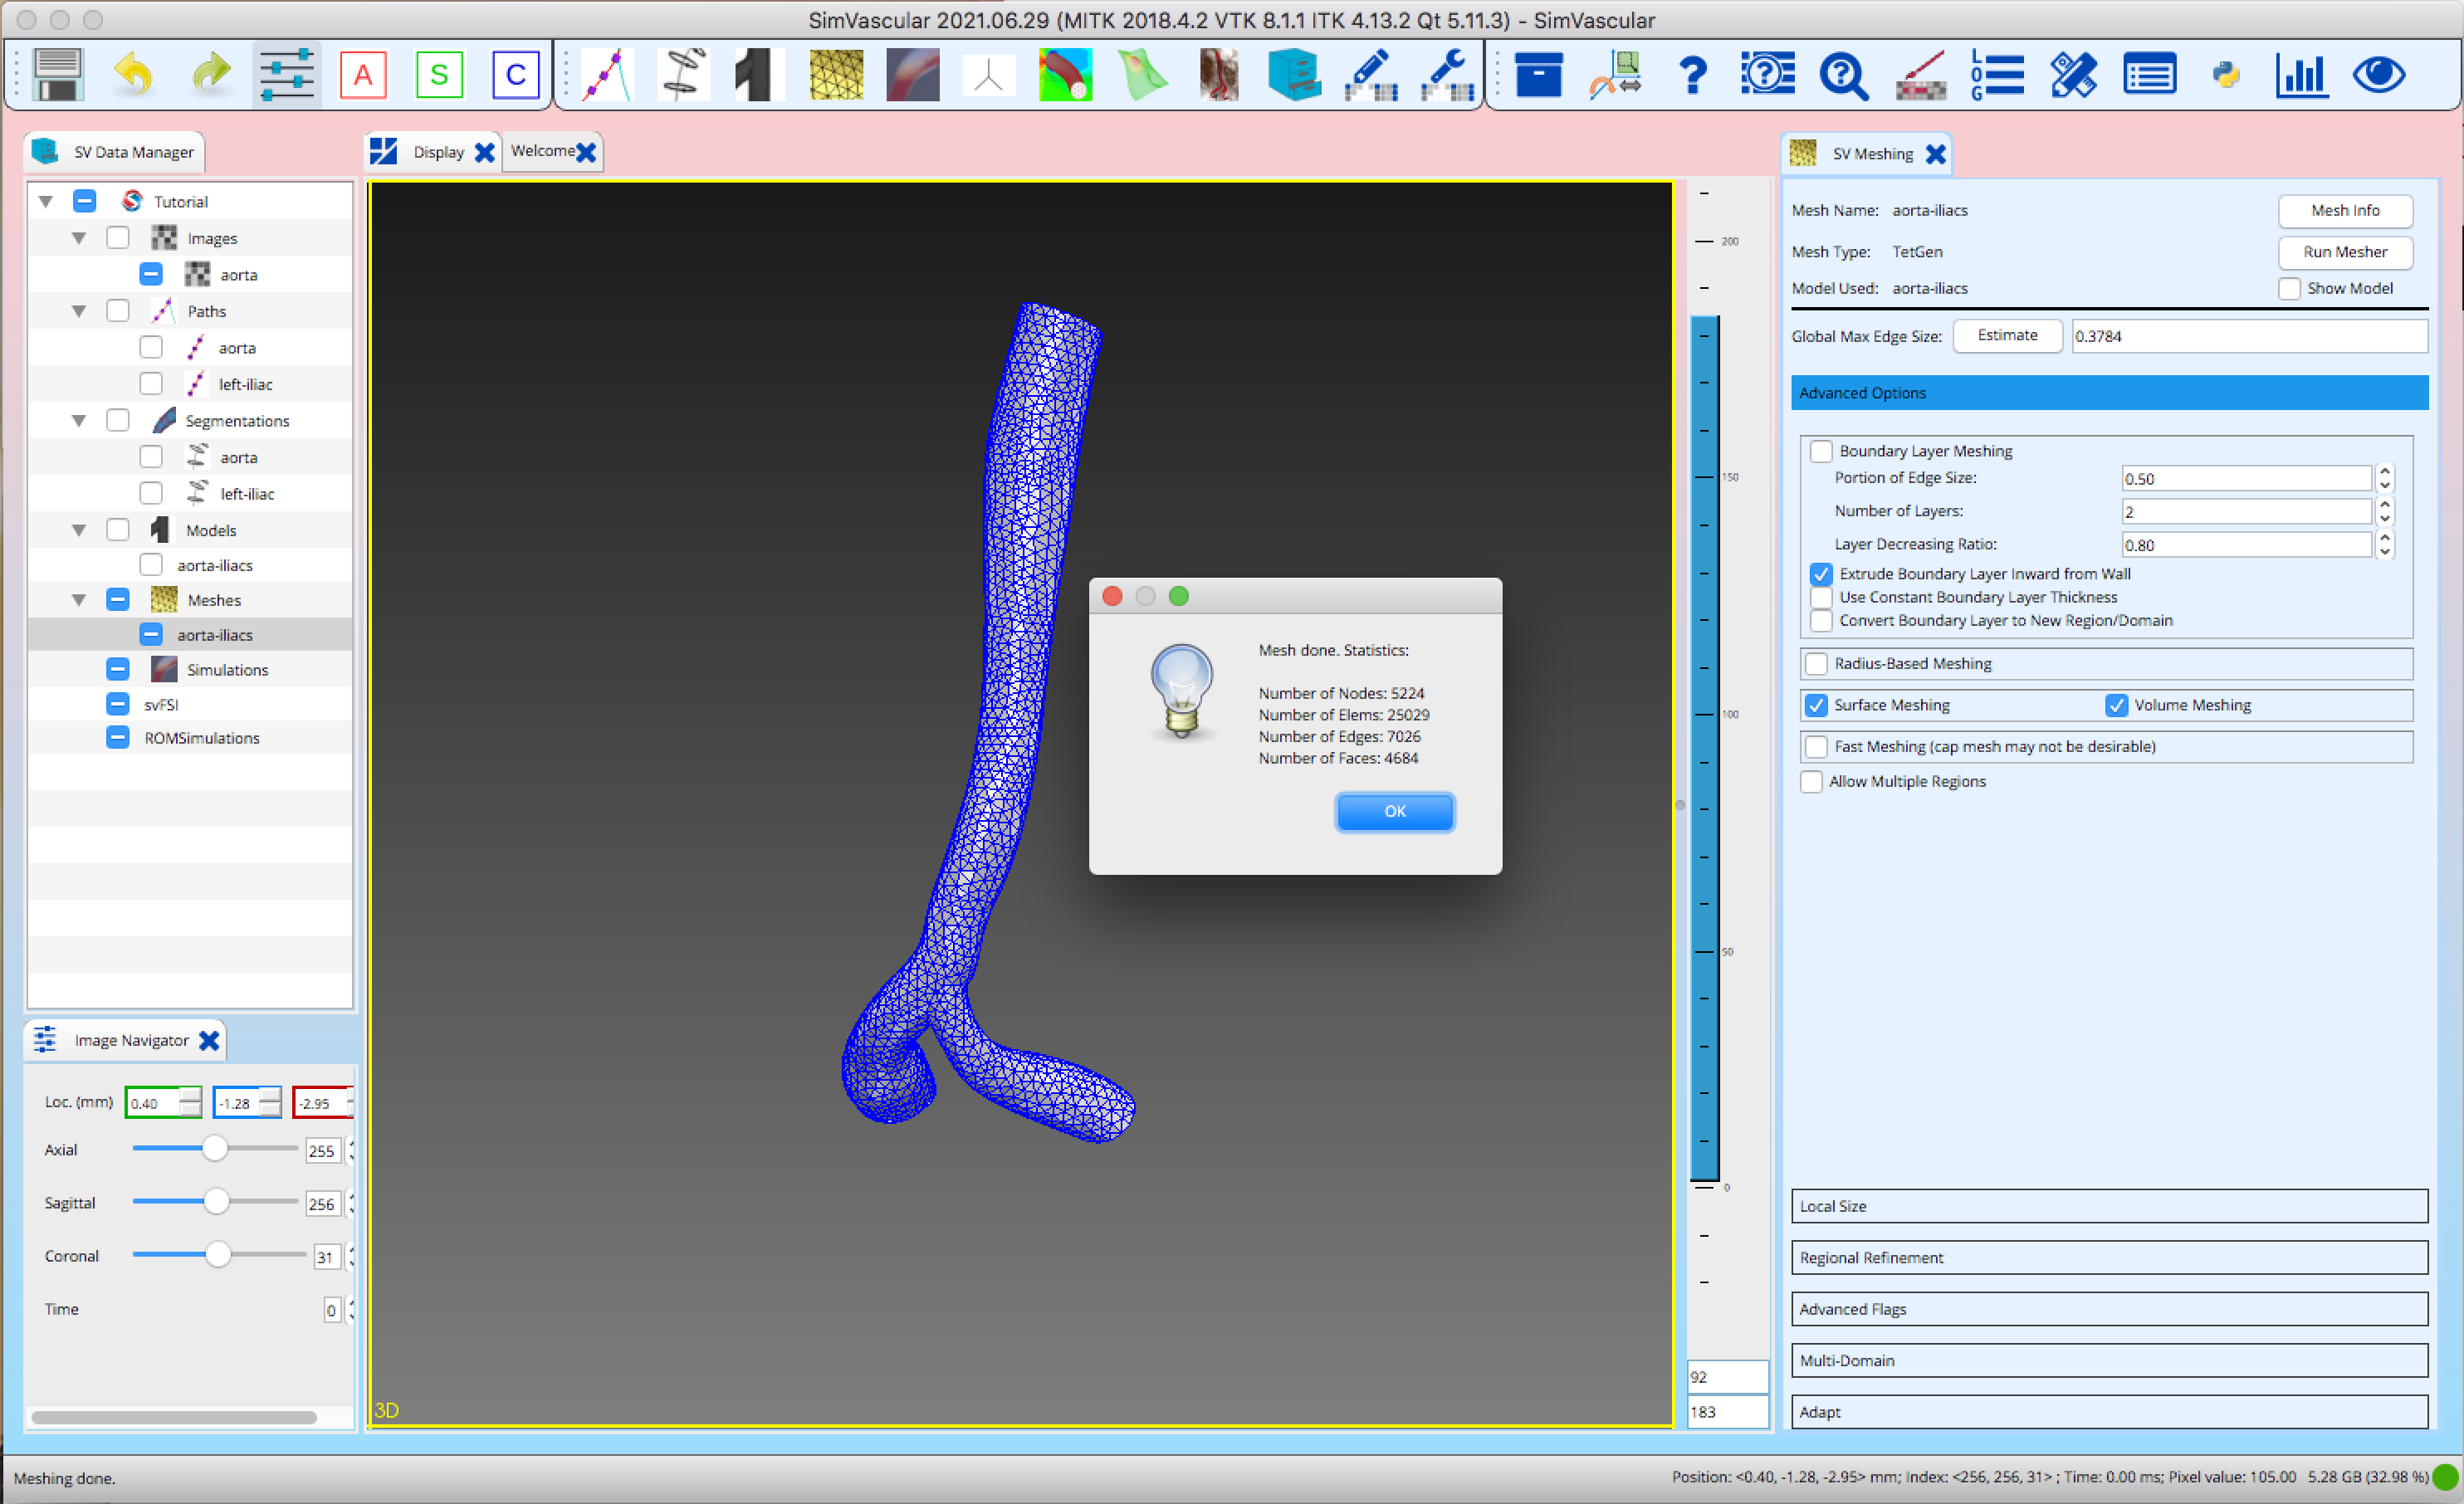 SimVascular 2021.06.29 (MITK 2018.4.2 VTK 8.1.1 ITK 4.13.2 Qt 5.11.3) - SimVascular
A
S
C
LOG
SV Data Manager
Tutorial
Images
aorta
Paths
aorta
left-iliac
Segmentations
aorta
left-iliac
Models
aorta-iliacs
Meshes
aorta-iliacs
Simulations
svFSI
ROMSimulations
Image Navigator
Loc. (mm) 0.40 -1.28 -2.95
Axial 255
Sagittal 256
Coronal 31
Time 0
Display
Welcome
3D
Mesh done. Statistics:
Number of Nodes: 5224
Number of Elems: 25029
Number of Edges: 7026
Number of Faces: 4684
OK
200
150
100
50
0
92
183
SV Meshing
Mesh Name: aorta-iliacs Mesh Info
Mesh Type: TetGen Run Mesher
Model Used: aorta-iliacs Show Model
Global Max Edge Size: Estimate 0.3784
Advanced Options
Boundary Layer Meshing
Portion of Edge Size: 0.50
Number of Layers: 2
Layer Decreasing Ratio: 0.80
Extrude Boundary Layer Inward from Wall
Use Constant Boundary Layer Thickness
Convert Boundary Layer to New Region/Domain
Radius-Based Meshing
Surface Meshing Volume Meshing
Fast Meshing (cap mesh may not be desirable)
Allow Multiple Regions
Local Size
Regional Refinement
Advanced Flags
Multi-Domain
Adapt
Meshing done.
Position: <0.40, -1.28, -2.95> mm; Index: <256, 256, 31> ; Time: 0.00 ms; Pixel value: 105.00 5.28 GB (32.98 %)